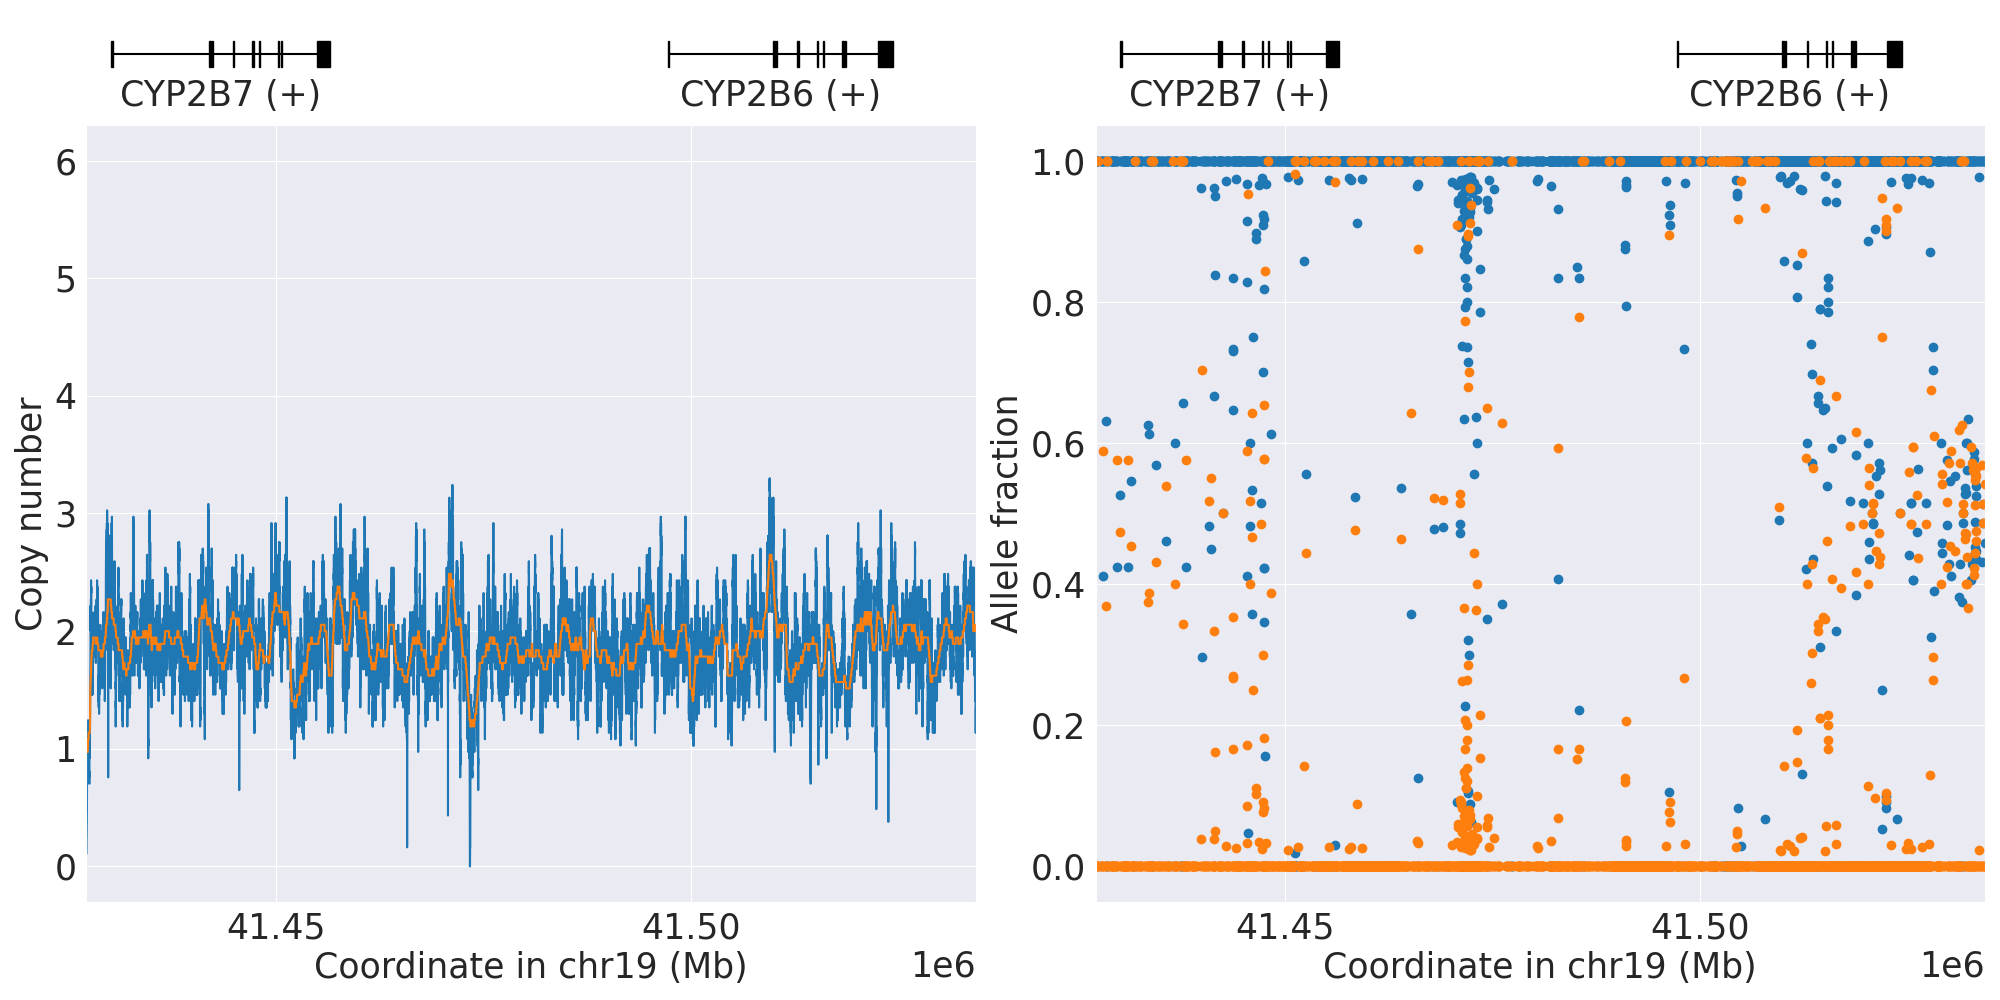 CYP2B7 (+) CYP2B6 (+)
6
5
4
3
2
1
0
Copy number
41.45 41.50
Coordinate in chr19 (Mb) 1e6
CYP2B7 (+) CYP2B6 (+)
1.0
0.8
0.6
0.4
0.2
0.0
Allele fraction
41.45 41.50
Coordinate in chr19 (Mb) 1e6